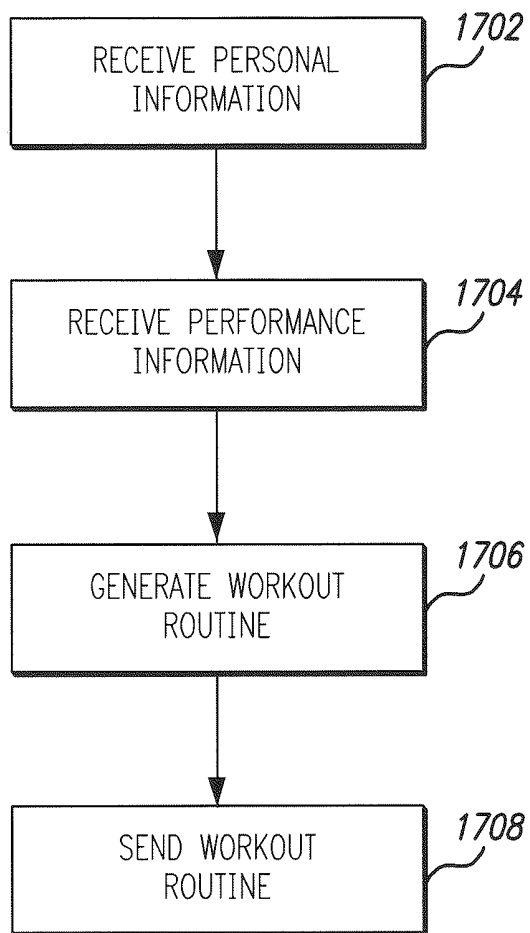 1702
RECEIVE PERSONAL
INFORMATION
1704
RECEIVE PERFORMANCE
INFORMATION
1706
GENERATE WORKOUT
ROUTINE
1708
SEND WORKOUT
ROUTINE